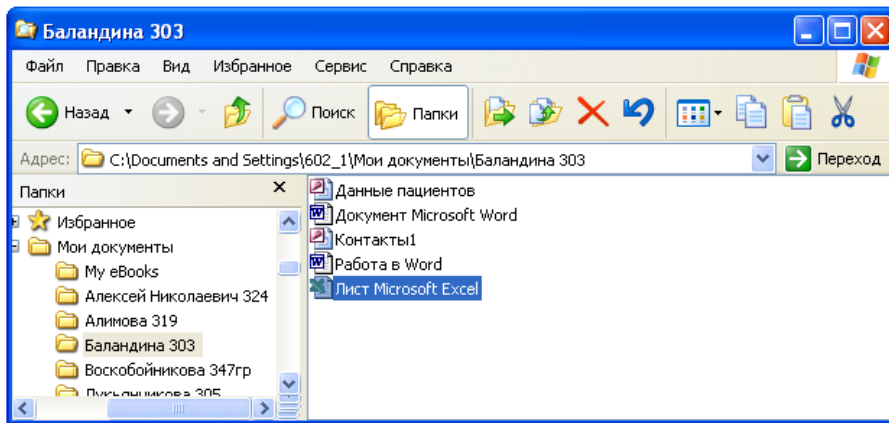 Баландина 303
Файл Правка Вид Избранное Сервис Справка
Назад Поиск Папки
Адрес: C:\Documents and Settings\602_1\Мои документы\Баландина 303 Переход
Папки
Избранное
Мои документы
My eBooks
Алексей Николаевич 324
Алимова 319
Баландина 303
Воскобойникова 347гр
Лукьянчикова 305
Данные пациентов
Документ Microsoft Word
Контакты1
Работа в Word
Лист Microsoft Excel